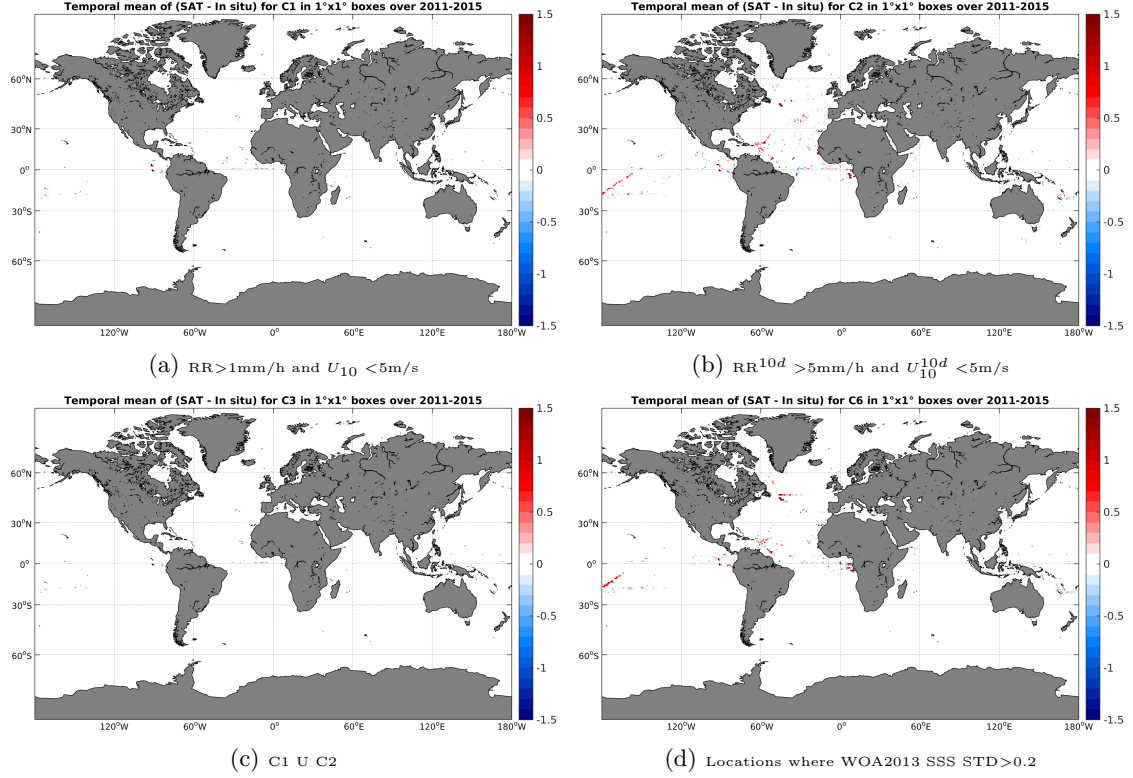 Temporal mean of (SAT - In situ) for C1 in 1°x1° boxes over 2011-2015
1.5
1
0.5
0
-0.5
-1
-1.5
60°N
30°N
0°
30°S
60°S
120°W
60°W
0°
60°E
120°E
180°W
(a) RR>1mm/h and U10 <5m/s
Temporal mean of (SAT - In situ) for C2 in 1°x1° boxes over 2011-2015
1.5
1
0.5
0
-0.5
-1
-1.5
60°N
30°N
0°
30°S
60°S
120°W
60°W
0°
60°E
120°E
180°W
(b) RR^10d >5mm/h and U10^10d <5m/s
Temporal mean of (SAT - In situ) for C3 in 1°x1° boxes over 2011-2015
1.5
1
0.5
0
-0.5
-1
-1.5
60°N
30°N
0°
30°S
60°S
120°W
60°W
0°
60°E
120°E
180°W
(c) C1 U C2
Temporal mean of (SAT - In situ) for C6 in 1°x1° boxes over 2011-2015
1.5
1
0.5
0
-0.5
-1
-1.5
60°N
30°N
0°
30°S
60°S
120°W
60°W
0°
60°E
120°E
180°W
(d) Locations where WOA2013 SSS STD>0.2